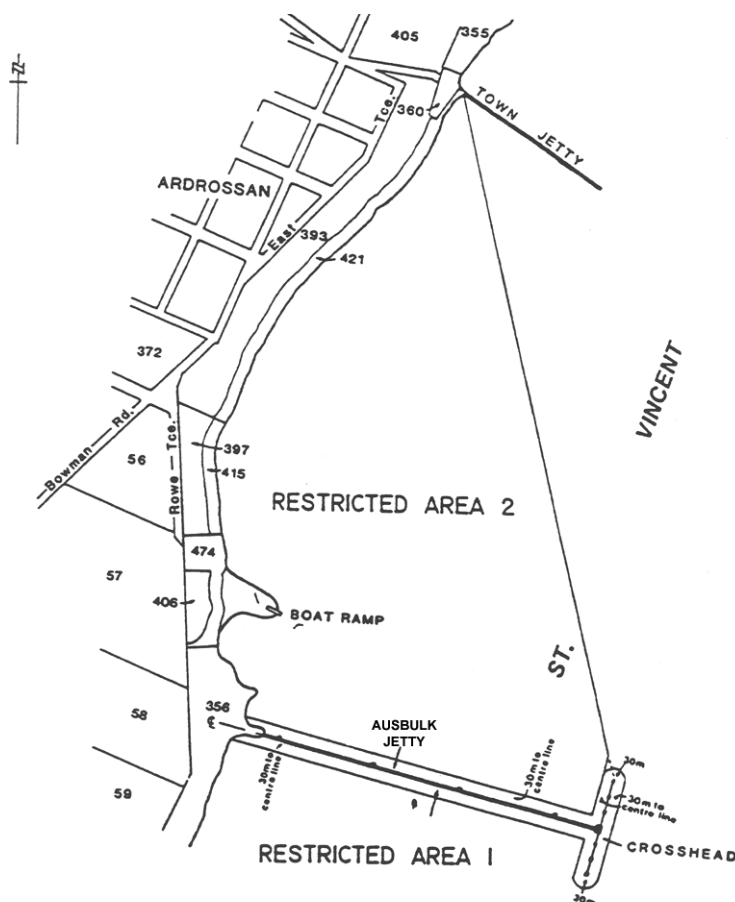 405
355
N
Tce.
360
TOWN JETTY
ARDROSSAN
East
393
421
372
VINCENT
Bowman Rd.
Rowe Tce.
56
397
415
RESTRICTED AREA 2
474
57
406
BOAT RAMP
ST.
356
58
AUSBULK
JETTY
30m
30m to
centre line
30m to
centre line
30m to
centre line
59
CROSSHEAD
RESTRICTED AREA 1
30m